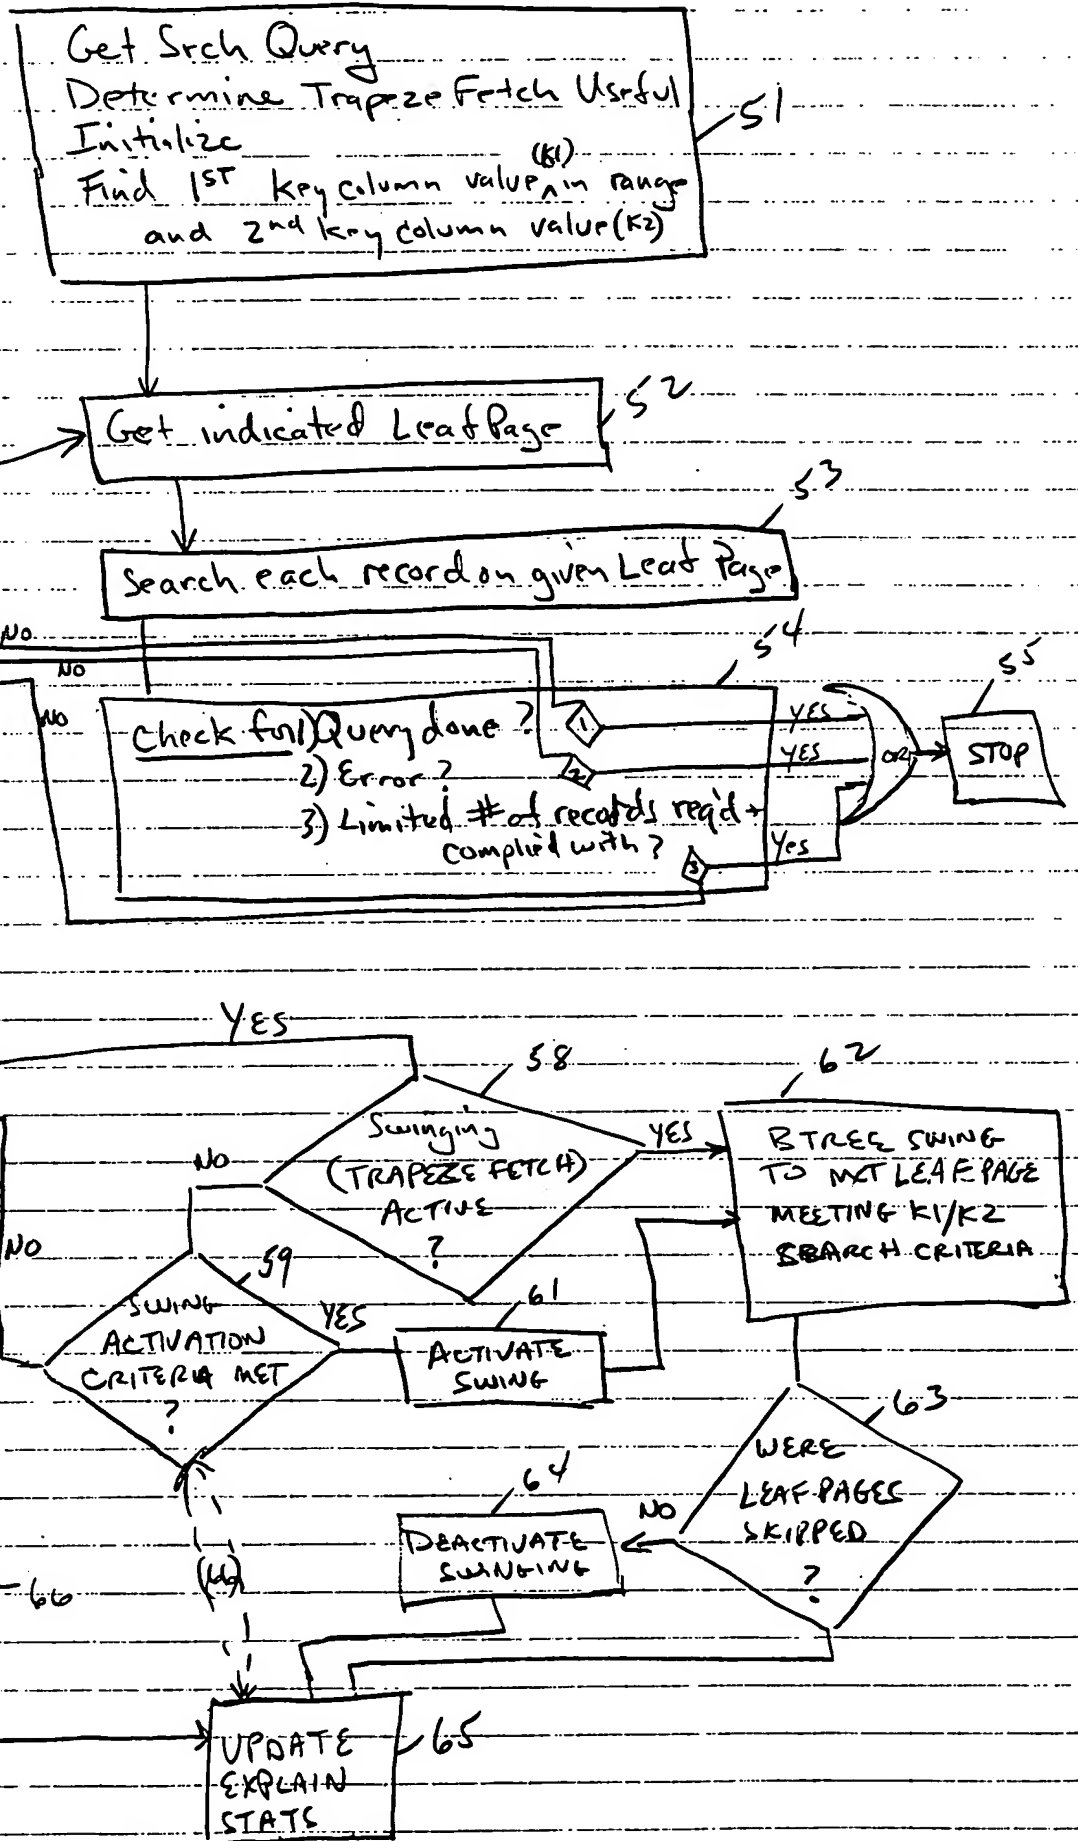 Get Srch Query
Determine Trapeze Fetch Useful
Initialize
(K1)
Find 1ST key column value ^ in range
and 2nd key column value (K2)
51
Get indicated Leaf Page
52
53
Search each record on given Leaf Page
NO
NO
NO
54
55
Check for 1) Query done ?
2) Error ?
3) Limited # of records req'd +
complied with ?
1
2
3
YES
YES
Yes
OR
STOP
YES
58
Swinging
(TRAPEZE FETCH)
ACTIVE
?
NO
YES
62
B TREE SWING
TO NXT LEAF PAGE
MEETING K1/K2
SEARCH CRITERIA
NO
59
SWING
ACTIVATION
CRITERIA MET
?
YES
61
ACTIVATE
SWING
63
WERE
LEAF PAGES
SKIPPED
?
NO
64
DEACTIVATE
SWINGING
66
(66)
UPDATE
EXPLAIN
STATS
65